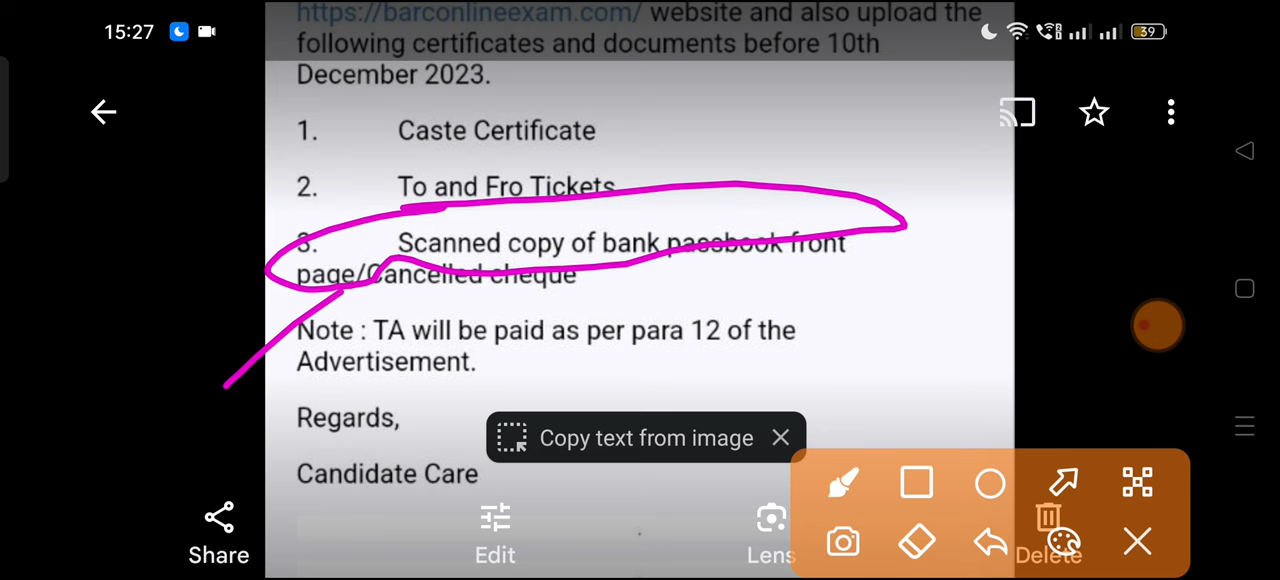 https://barconlineexam.com/ website and also upload the
15:27
39
following certificates and documents before 10th
December 2023.
1. Caste Certificate
2. To and Fro Tickets
3. Scanned copy of bank passbook front
page/Cancelled cheque
Note : TA will be paid as per para 12 of the
Advertisement.
Regards,
Copy text from image
Candidate Care
Share
Edit
Lens
Delete